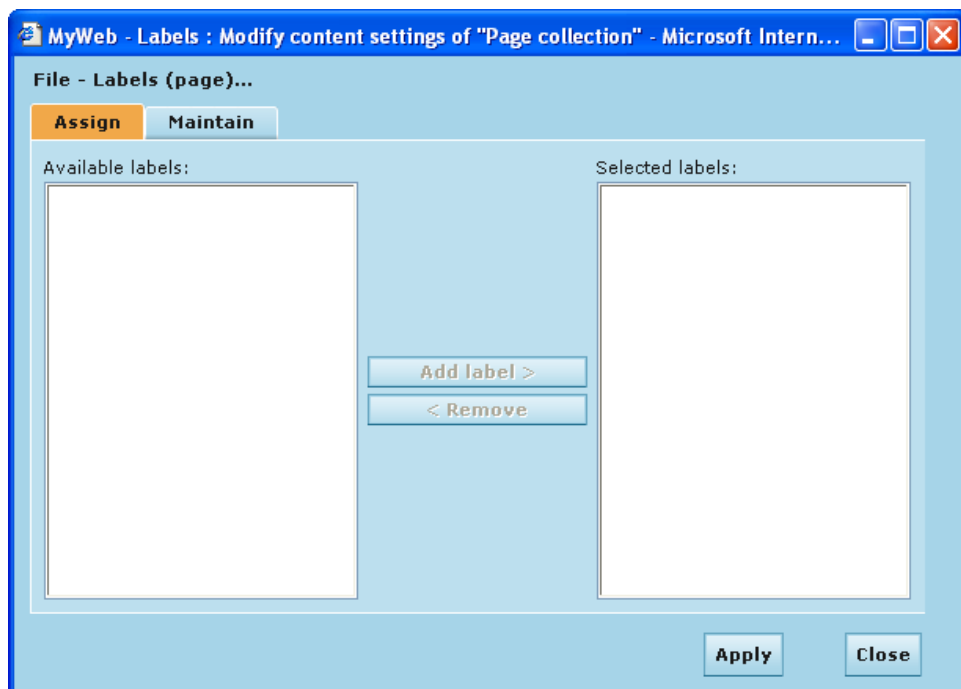 MyWeb - Labels : Modify content settings of "Page collection" - Microsoft Intern...
File - Labels (page)...
Assign Maintain
Available labels: Selected labels:
Add label >
< Remove
Apply Close